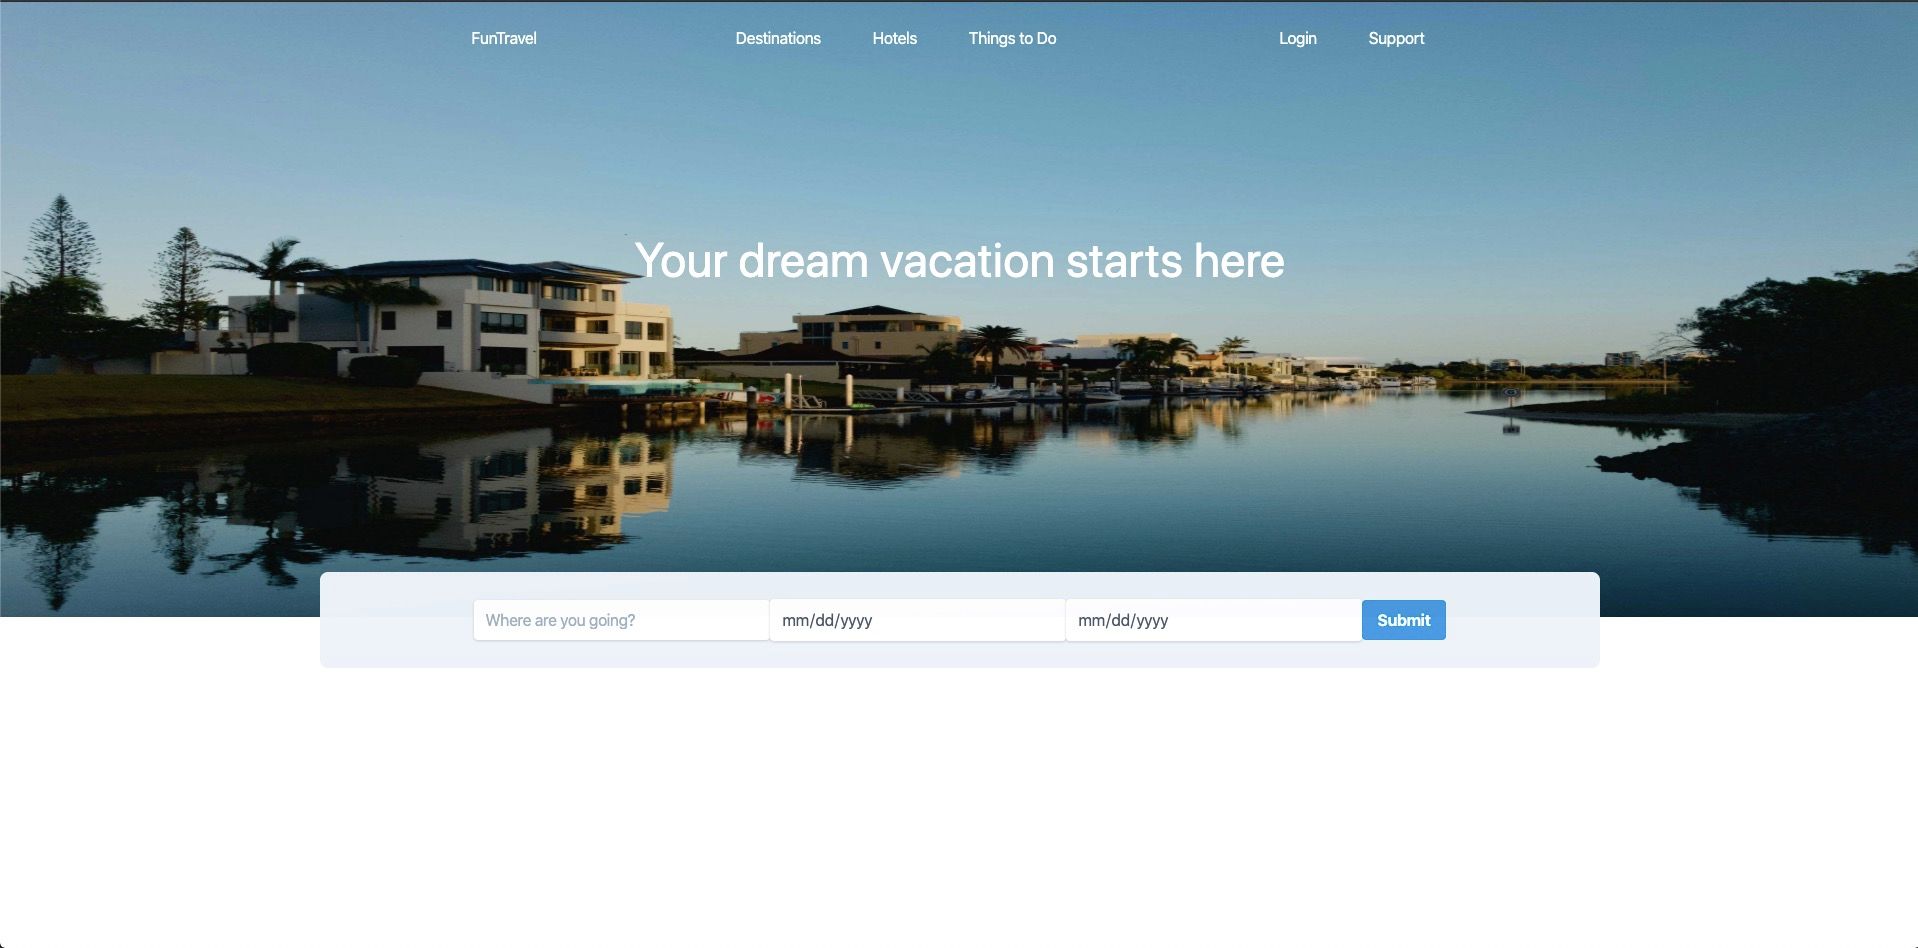 FunTravel Destinations Hotels Things to Do Login Support
Your dream vacation starts here
Where are you going? mm/dd/yyyy mm/dd/yyyy Submit